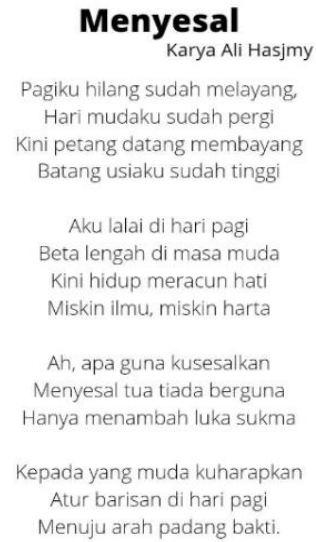 Menyesal
Karya Ali Hasjmy
Pagiku hilang sudah melayang,
Hari mudaku sudah pergi
Kini petang datang membayang
Batang usiaku sudah tinggi
Aku lalai di hari pagi
Beta lengah di masa muda
Kini hidup meracun hati
Miskin ilmu, miskin harta
Ah, apa guna kusesalkan
Menyesal tua tiada berguna
Hanya menambah luka sukma
Kepada yang muda kuharapkan
Atur barisan di hari pagi
Menuju arah padang bakti.